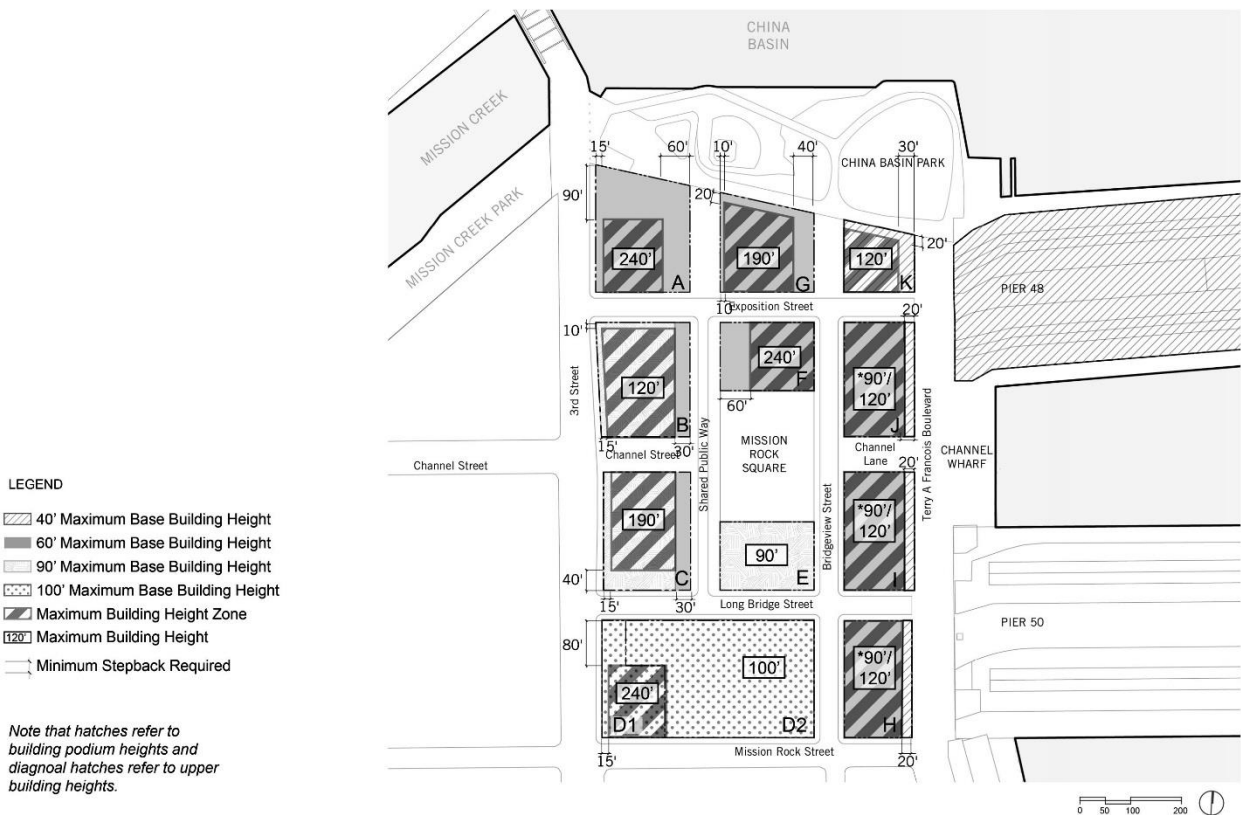 CHINA
BASIN
MISSION CREEK
MISSION CREEK PARK
15'
60'
10'
40'
30'
CHINA BASIN PARK
90'
20'
20'
240'
190'
120'
A
G
K
PIER 48
Exposition Street
10'
20'
10'
240'
120'
*90'/
120'
F
60'
3rd Street
B
J
15'
30'
Channel Street
Channel Street
Shared Public Way
MISSION
ROCK
SQUARE
Channel
Lane
20'
Terry A Francois Boulevard
CHANNEL
WHARF
Bridgeview Street
190'
*90'/
120'
90'
40'
C
E
I
15'
30'
Long Bridge Street
PIER 50
80'
100'
*90'/
120'
240'
D1
D2
H
Mission Rock Street
15'
20'
LEGEND
40' Maximum Base Building Height
60' Maximum Base Building Height
90' Maximum Base Building Height
100' Maximum Base Building Height
Maximum Building Height Zone
120' Maximum Building Height
Minimum Stepback Required
Note that hatches refer to
building podium heights and
diagnoal hatches refer to upper
building heights.
0 50 100 200